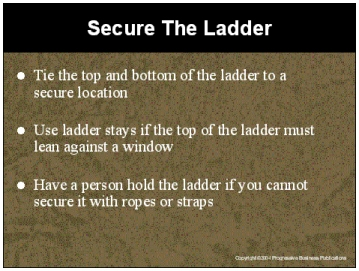 Secure The Ladder
Tie the top and bottom of the ladder to a
secure location
Use ladder stays if the top of the ladder must
lean against a window
Have a person hold the ladder if you cannot
secure it with ropes or straps
Progressive Business Publications